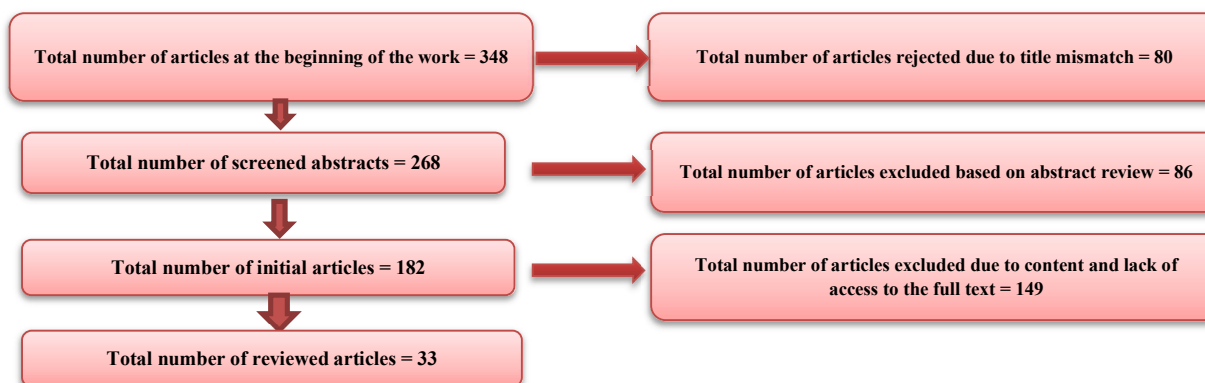 Total number of articles at the beginning of the work = 348
Total number of articles rejected due to title mismatch = 80
Total number of screened abstracts = 268
Total number of articles excluded based on abstract review = 86
Total number of initial articles = 182
Total number of articles excluded due to content and lack of
access to the full text = 149
Total number of reviewed articles = 33